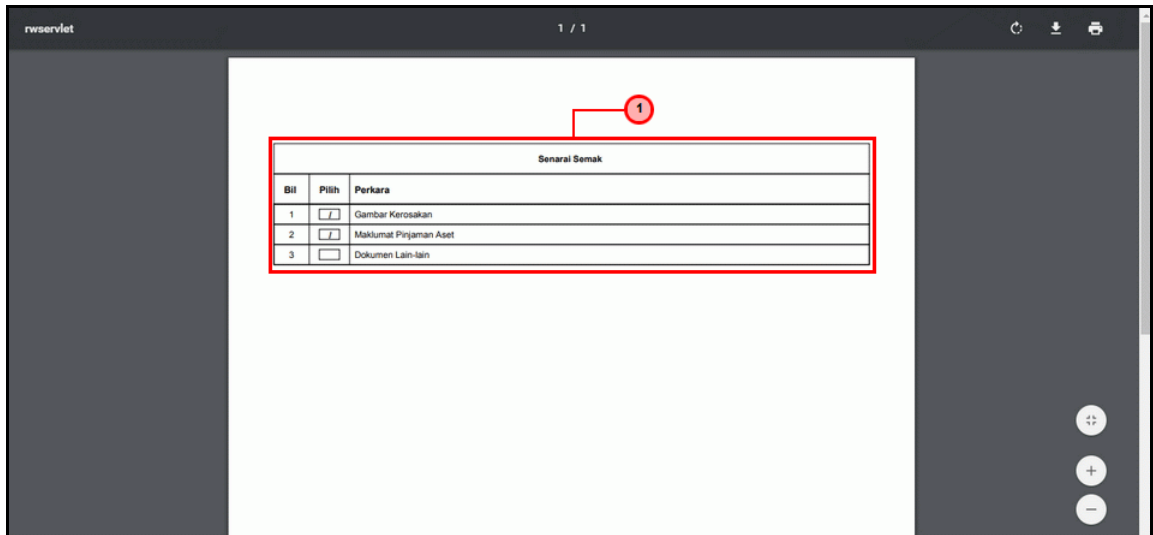 rwservlet 1 / 1
1
Senarai Semak
Bil Pilih Perkara
1 / Gambar Kerosakan
2 / Maklumat Pinjaman Aset
3 Dokumen Lain-lain